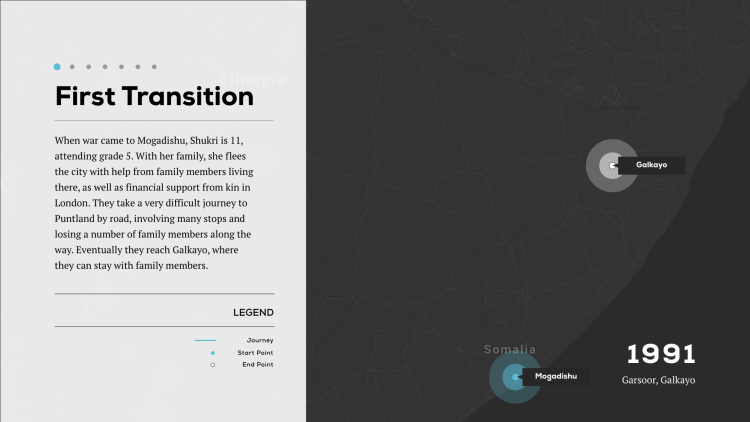 Ethiopia
First Transition
When war came to Mogadishu, Shukri is 11,
attending grade 5. With her family, she flees
the city with help from family members living
there, as well as financial support from kin in
London. They take a very difficult journey to
Puntland by road, involving many stops and
losing a number of family members along the
way. Eventually they reach Galkayo, where
they can stay with family members.
LEGEND
Journey
Start Point
End Point
Galkayo
Somalia
Mogadishu
1991
Garsoor, Galkayo